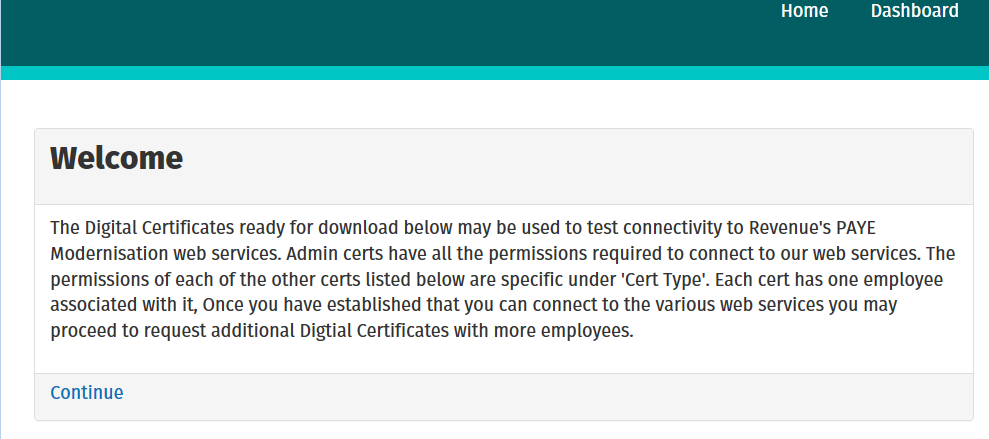 Home Dashboard
Welcome
The Digital Certificates ready for download below may be used to test connectivity to Revenue's PAYE
Modernisation web services. Admin certs have all the permissions required to connect to our web services. The
permissions of each of the other certs listed below are specific under 'Cert Type'. Each cert has one employee
associated with it, Once you have established that you can connect to the various web services you may
proceed to request additional Digtial Certificates with more employees.
Continue